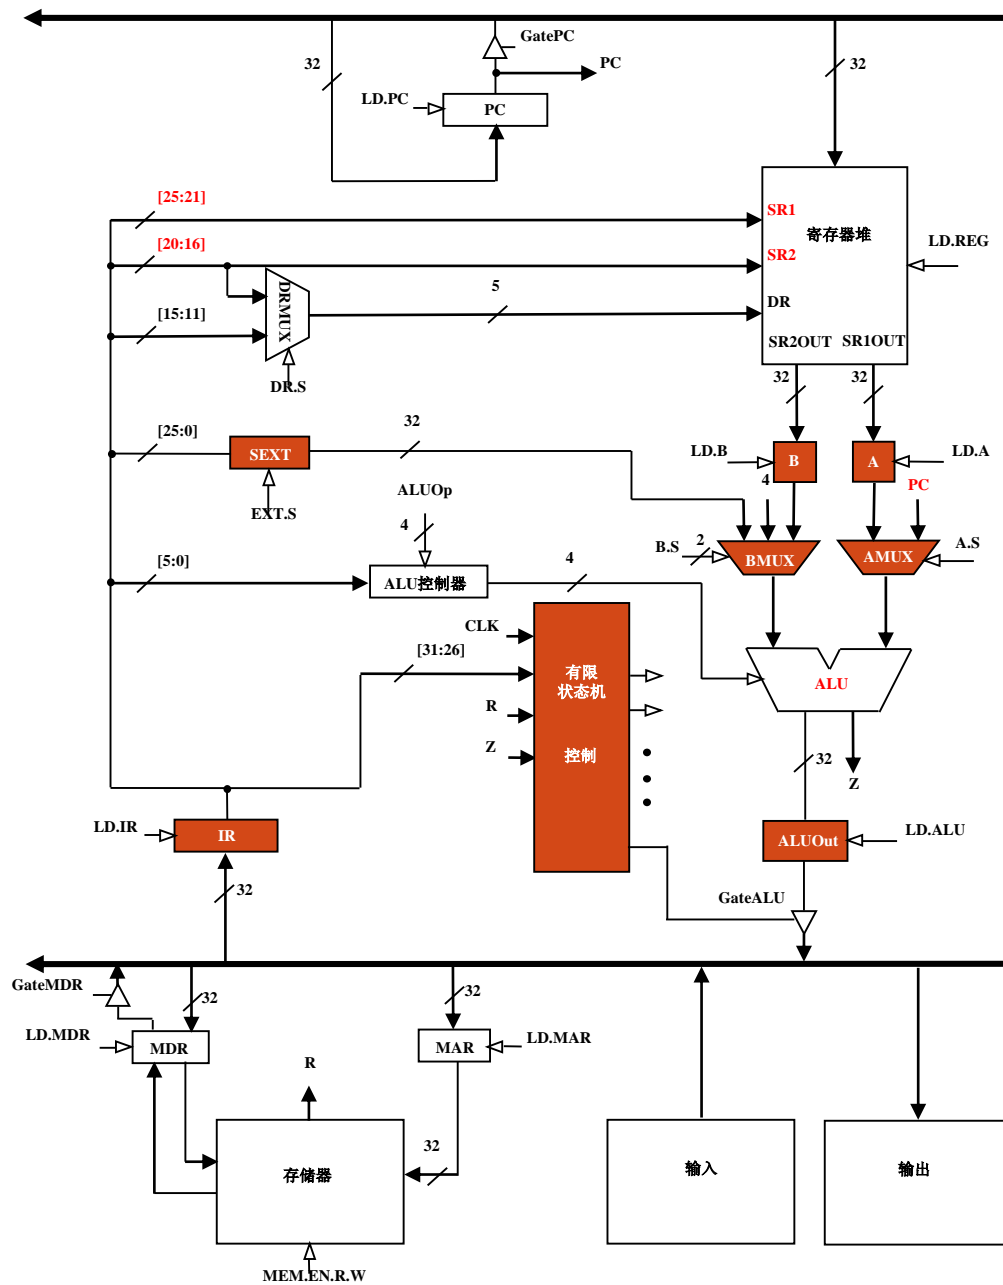 GatePC
32
PC
32
LD.PC
PC
[25:21]
SR1
寄存器堆
LD.REG
[20:16]
SR2
DRMUX
5
DR
[15:11]
SR2OUT
SR1OUT
DR.S
32
32
[25:0]
32
SEXT
LD.B
B
A
LD.A
4
PC
ALUOp
EXT.S
4
B.S
2
BMUX
AMUX
A.S
[5:0]
ALU控制器
4
CLK
[31:26]
有限
状态机
ALU
R
Z
控制
32
Z
LD.IR
IR
ALUOut
LD.ALU
32
GateALU
GateMDR
32
32
LD.MDR
MDR
MAR
LD.MAR
R
32
存储器
输入
输出
MEM.EN.R.W